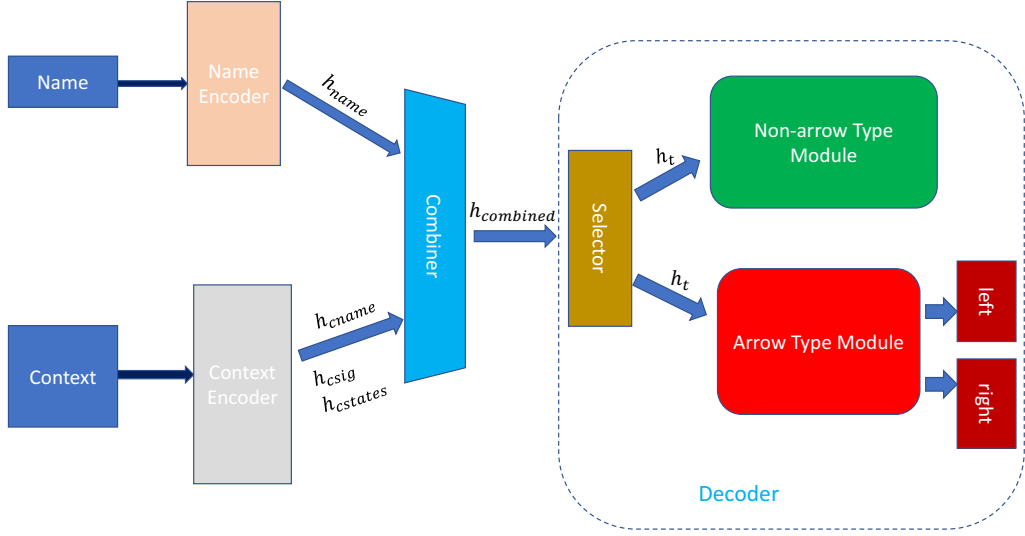 Name
Name
Encoder
h_name
Context
Context
Encoder
h_cname
h_csig
h_cstates
Combiner
h_combined
Selector
h_t
Non-arrow Type
Module
h_t
Arrow Type Module
left
right
Decoder